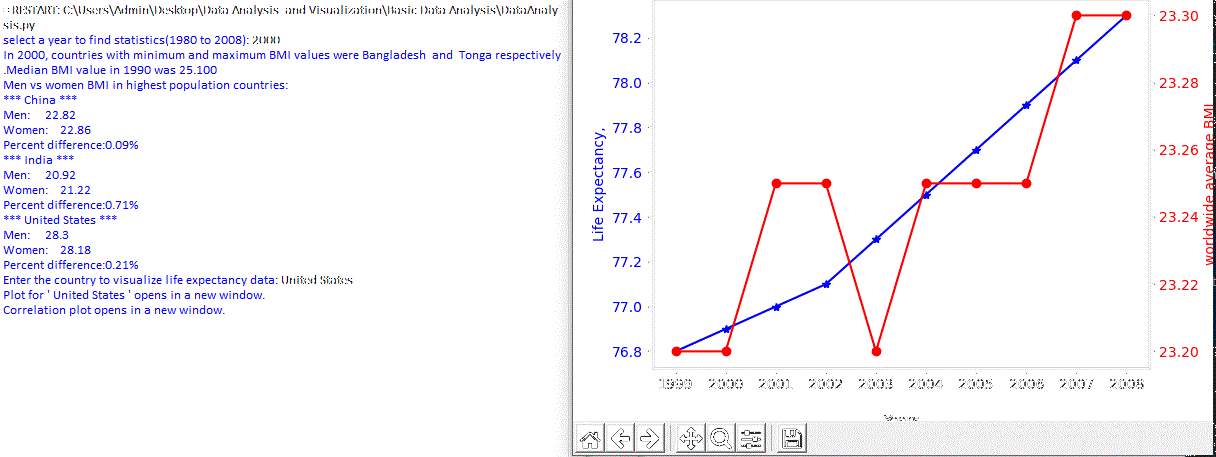 RESTART: C:\Users\Admin\Desktop\Data Analysis and Visualization\Basic Data Analysis\DataAnaly
sis.py
select a year to find statistics(1980 to 2008): 2000
In 2000, countries with minimum and maximum BMI values were Bangladesh and Tonga respectively
.Median BMI value in 1990 was 25.100
Men vs women BMI in highest population countries:
*** China ***
Men: 22.82
Women: 22.86
Percent difference:0.09%
*** India ***
Men: 20.92
Women: 21.22
Percent difference:0.71%
*** United States ***
Men: 28.3
Women: 28.18
Percent difference:0.21%
Enter the country to visualize life expectancy data: United States
Plot for ' United States ' opens in a new window.
Correlation plot opens in a new window.
Life Expectancy,
78.2
78.0
77.8
77.6
77.4
77.2
77.0
76.8
23.30
23.28
23.26
23.24
23.22
23.20
worldwide average BMI
1999 2000 2001 2002 2003 2004 2005 2006 2007 2008